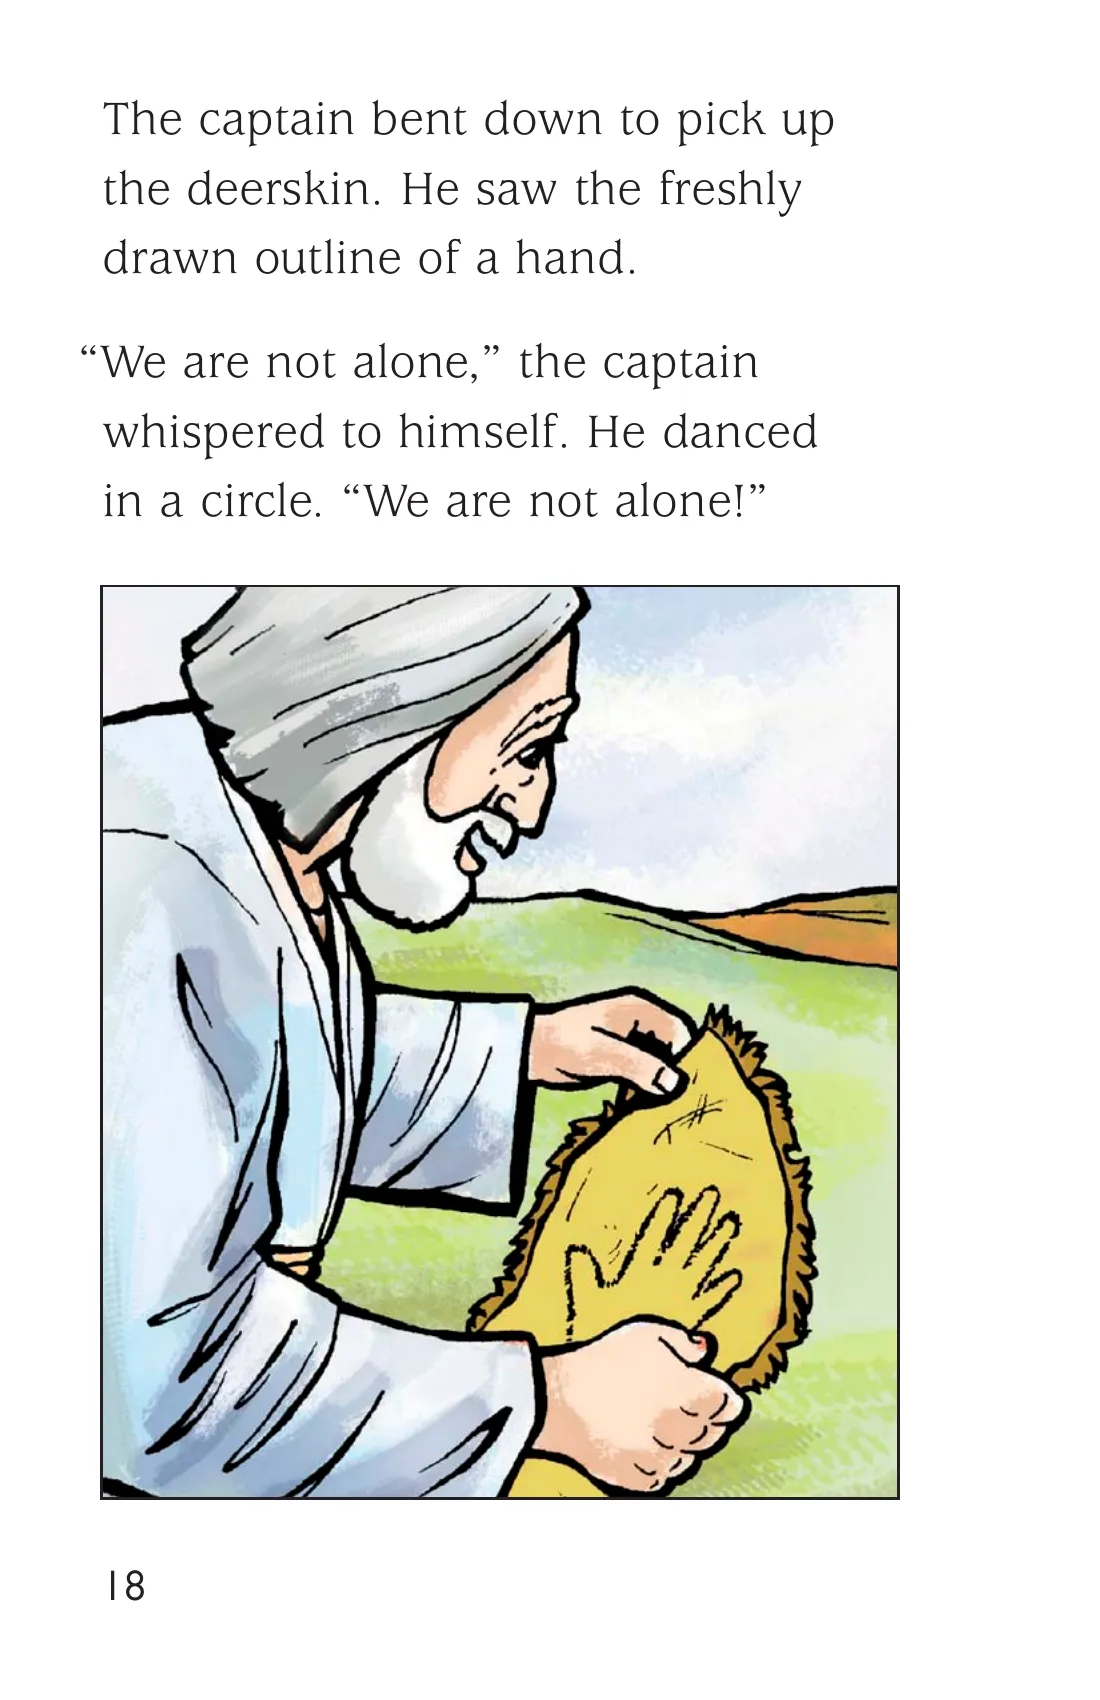 The captain bent down to pick up
the deerskin. He saw the freshly
drawn outline of a hand.
“We are not alone,” the captain
whispered to himself. He danced
in a circle. “We are not alone!”
18